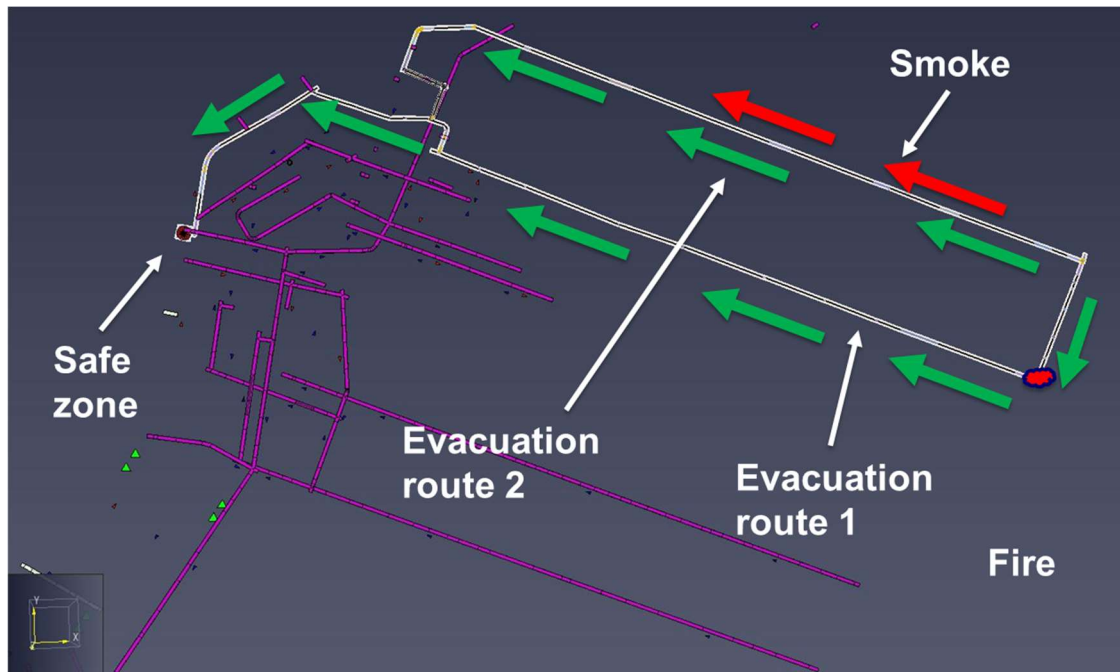 Smoke
Safe
zone
Evacuation
route 2
Evacuation
route 1
Fire
Y
X